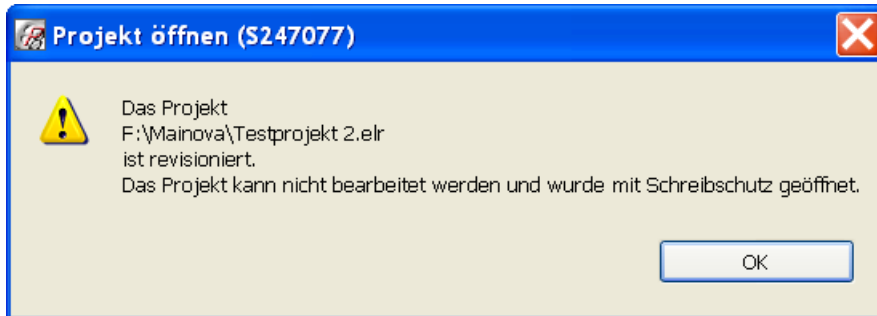 Projekt öffnen (S247077)
Das Projekt
F:\Mainova\Testprojekt 2.elr
ist revisioniert.
Das Projekt kann nicht bearbeitet werden und wurde mit Schreibschutz geöffnet.
OK